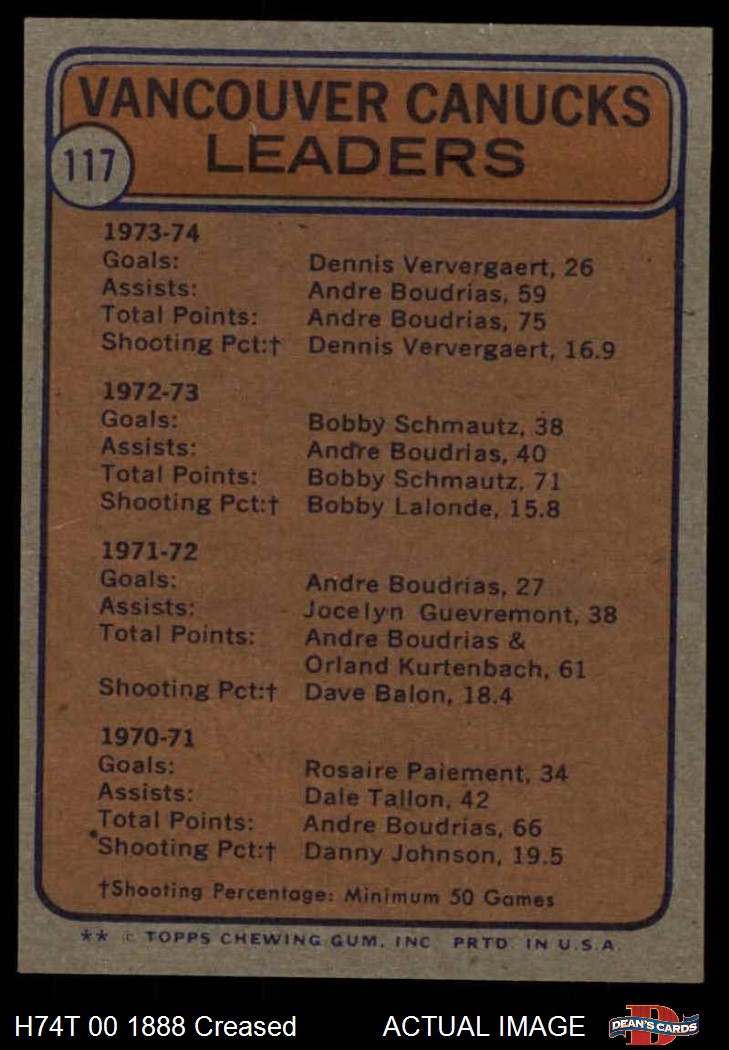 VANCOUVER CANUCKS
LEADERS
117
1973-74
Goals: Dennis Ververgaert, 26
Assists: Andre Boudrias, 59
Total Points: Andre Boudrias, 75
Shooting Pct:† Dennis Ververgaert, 16.9
1972-73
Goals: Bobby Schmautz, 38
Assists: Andre Boudrias, 40
Total Points: Bobby Schmautz, 71
Shooting Pct:† Bobby Lalonde, 15.8
1971-72
Goals: Andre Boudrias, 27
Assists: Jocelyn Guevremont, 38
Total Points: Andre Boudrias &
Orland Kurtenbach, 61
Shooting Pct:† Dave Balon, 18.4
1970-71
Goals: Rosaire Paiement, 34
Assists: Dale Tallon, 42
Total Points: Andre Boudrias, 66
Shooting Pct:† Danny Johnson, 19.5
†Shooting Percentage: Minimum 50 Games
** © TOPPS CHEWING GUM, INC PRTD. IN U.S.A.
H74T 00 1888 Creased ACTUAL IMAGE D DEAN'S CARDS